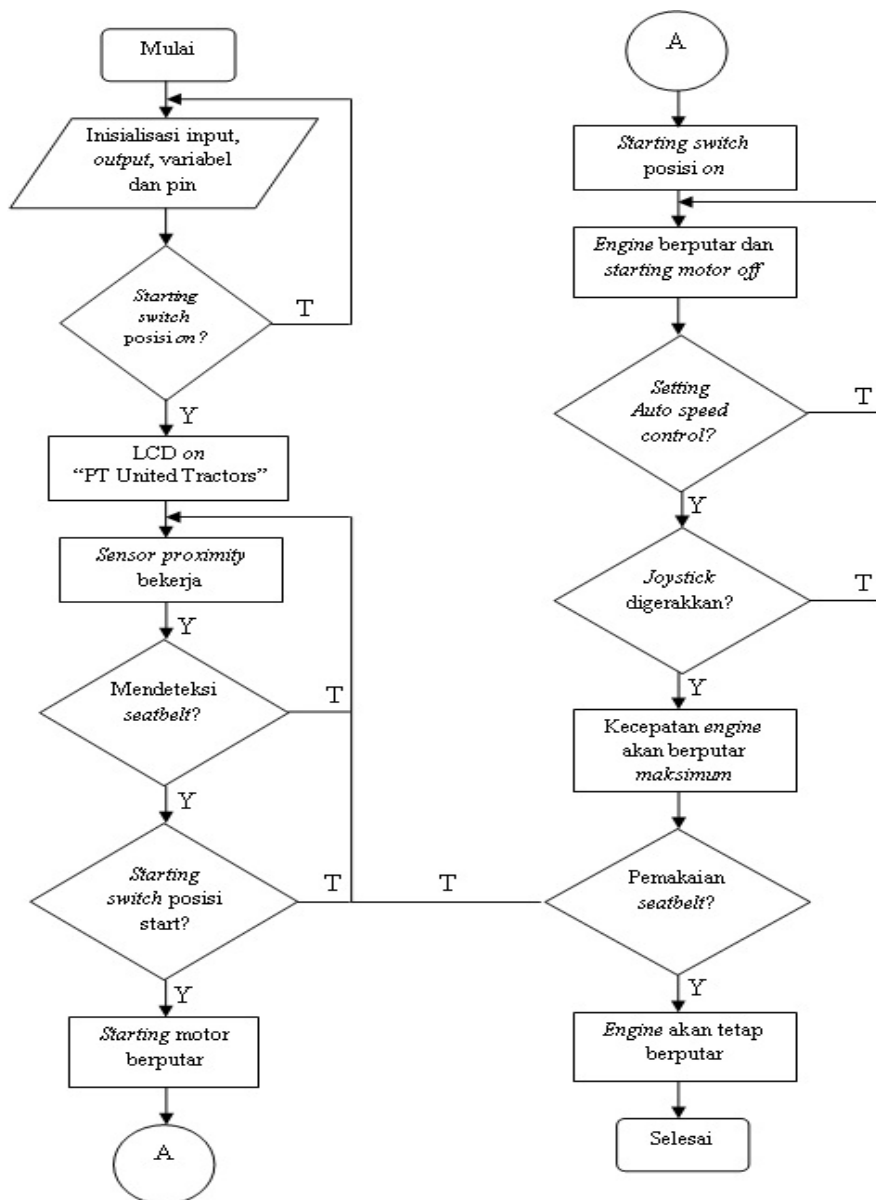 Mulai
Inisialisasi input,
output, variabel
dan pin
Starting
switch
posisi on?
T
Y
LCD on
“PT United Tractors”
Sensor proximity
bekerja
Y
Mendeteksi
seatbelt?
T
Y
Starting
switch posisi
start?
T
Y
Starting motor
berputar
A
A
Starting switch
posisi on
Engine berputar dan
starting motor off
Setting
Auto speed
control?
T
Y
Joystick
digerakkan?
T
Y
Kecepatan engine
akan berputar
maksimum
Pemakaian
seatbelt?
T
Y
Engine akan tetap
berputar
Selesai